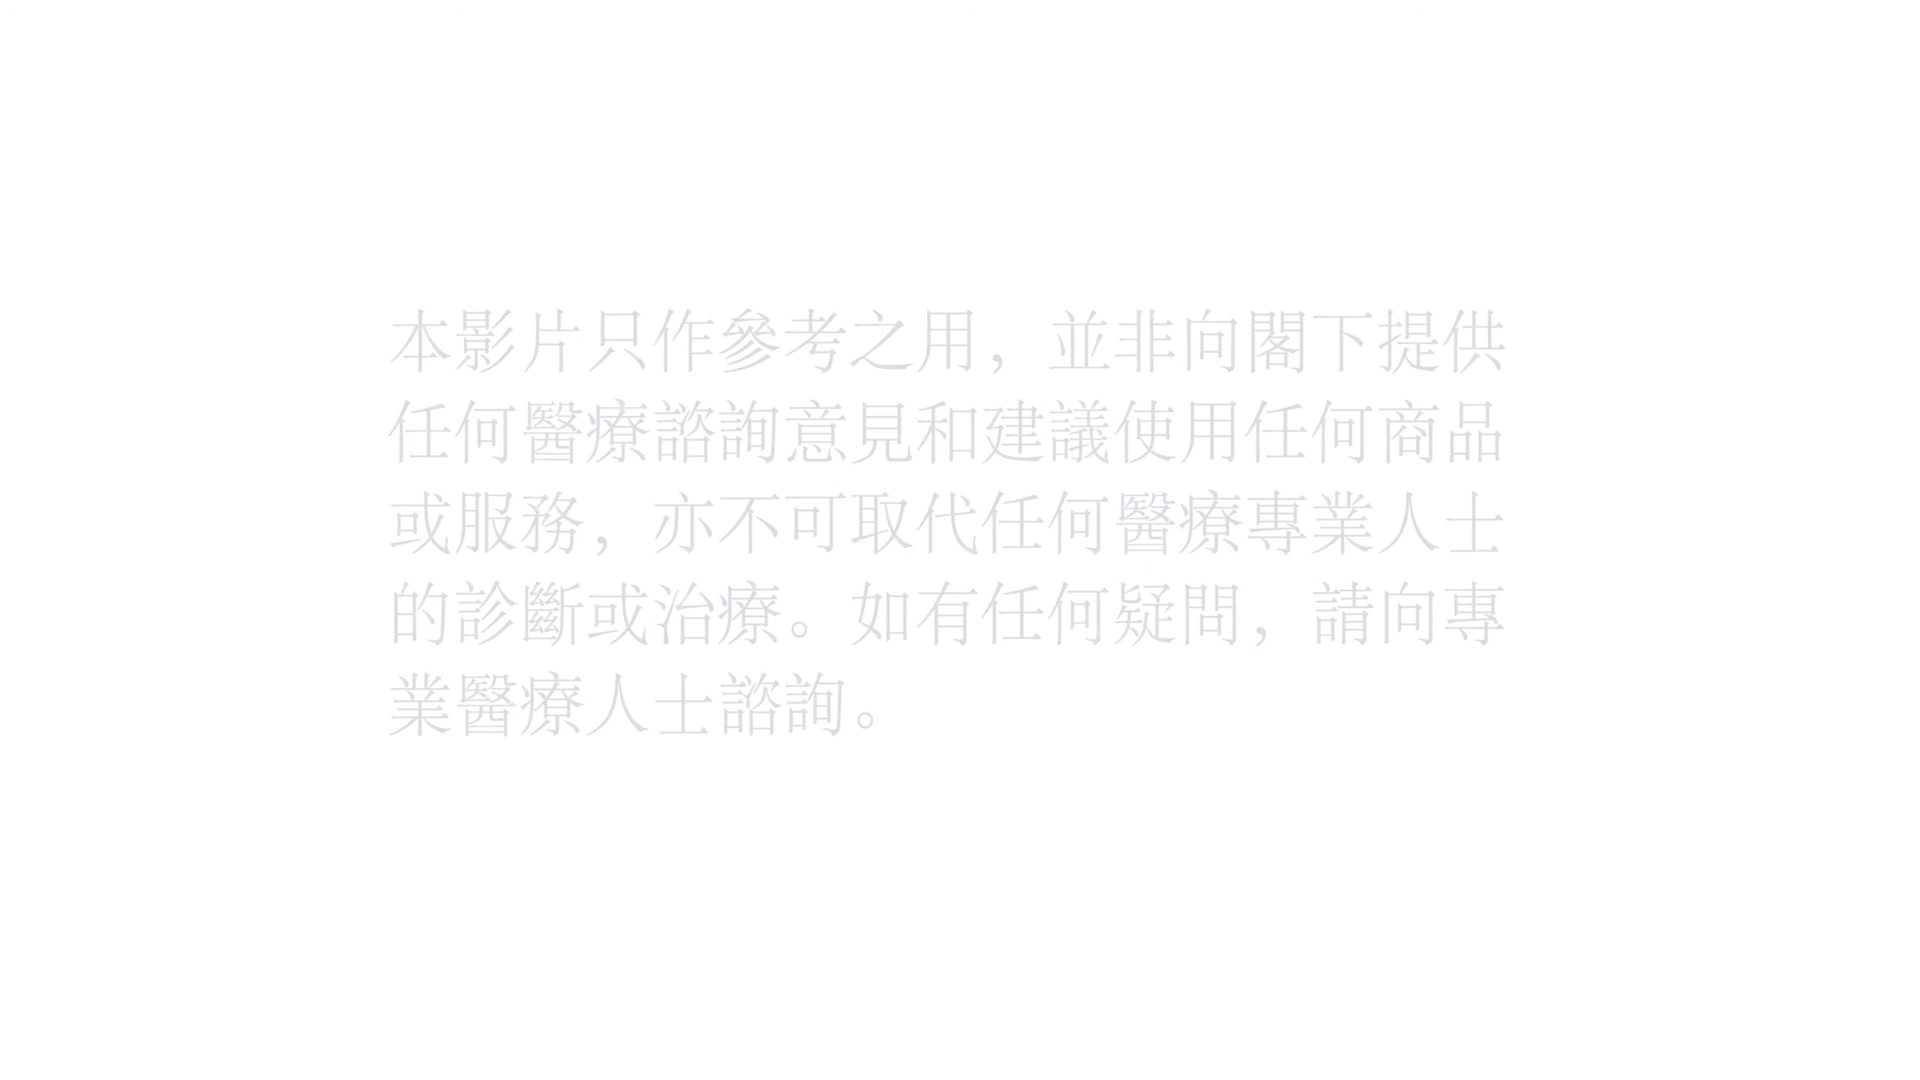 本影片只作參考之用，並非向閣下提供
任何醫療諮詢意見和建議使用任何商品
或服務，亦不可取代任何醫療專業人士
的診斷或治療。如有任何疑問，請向專
業醫療人士諮詢。